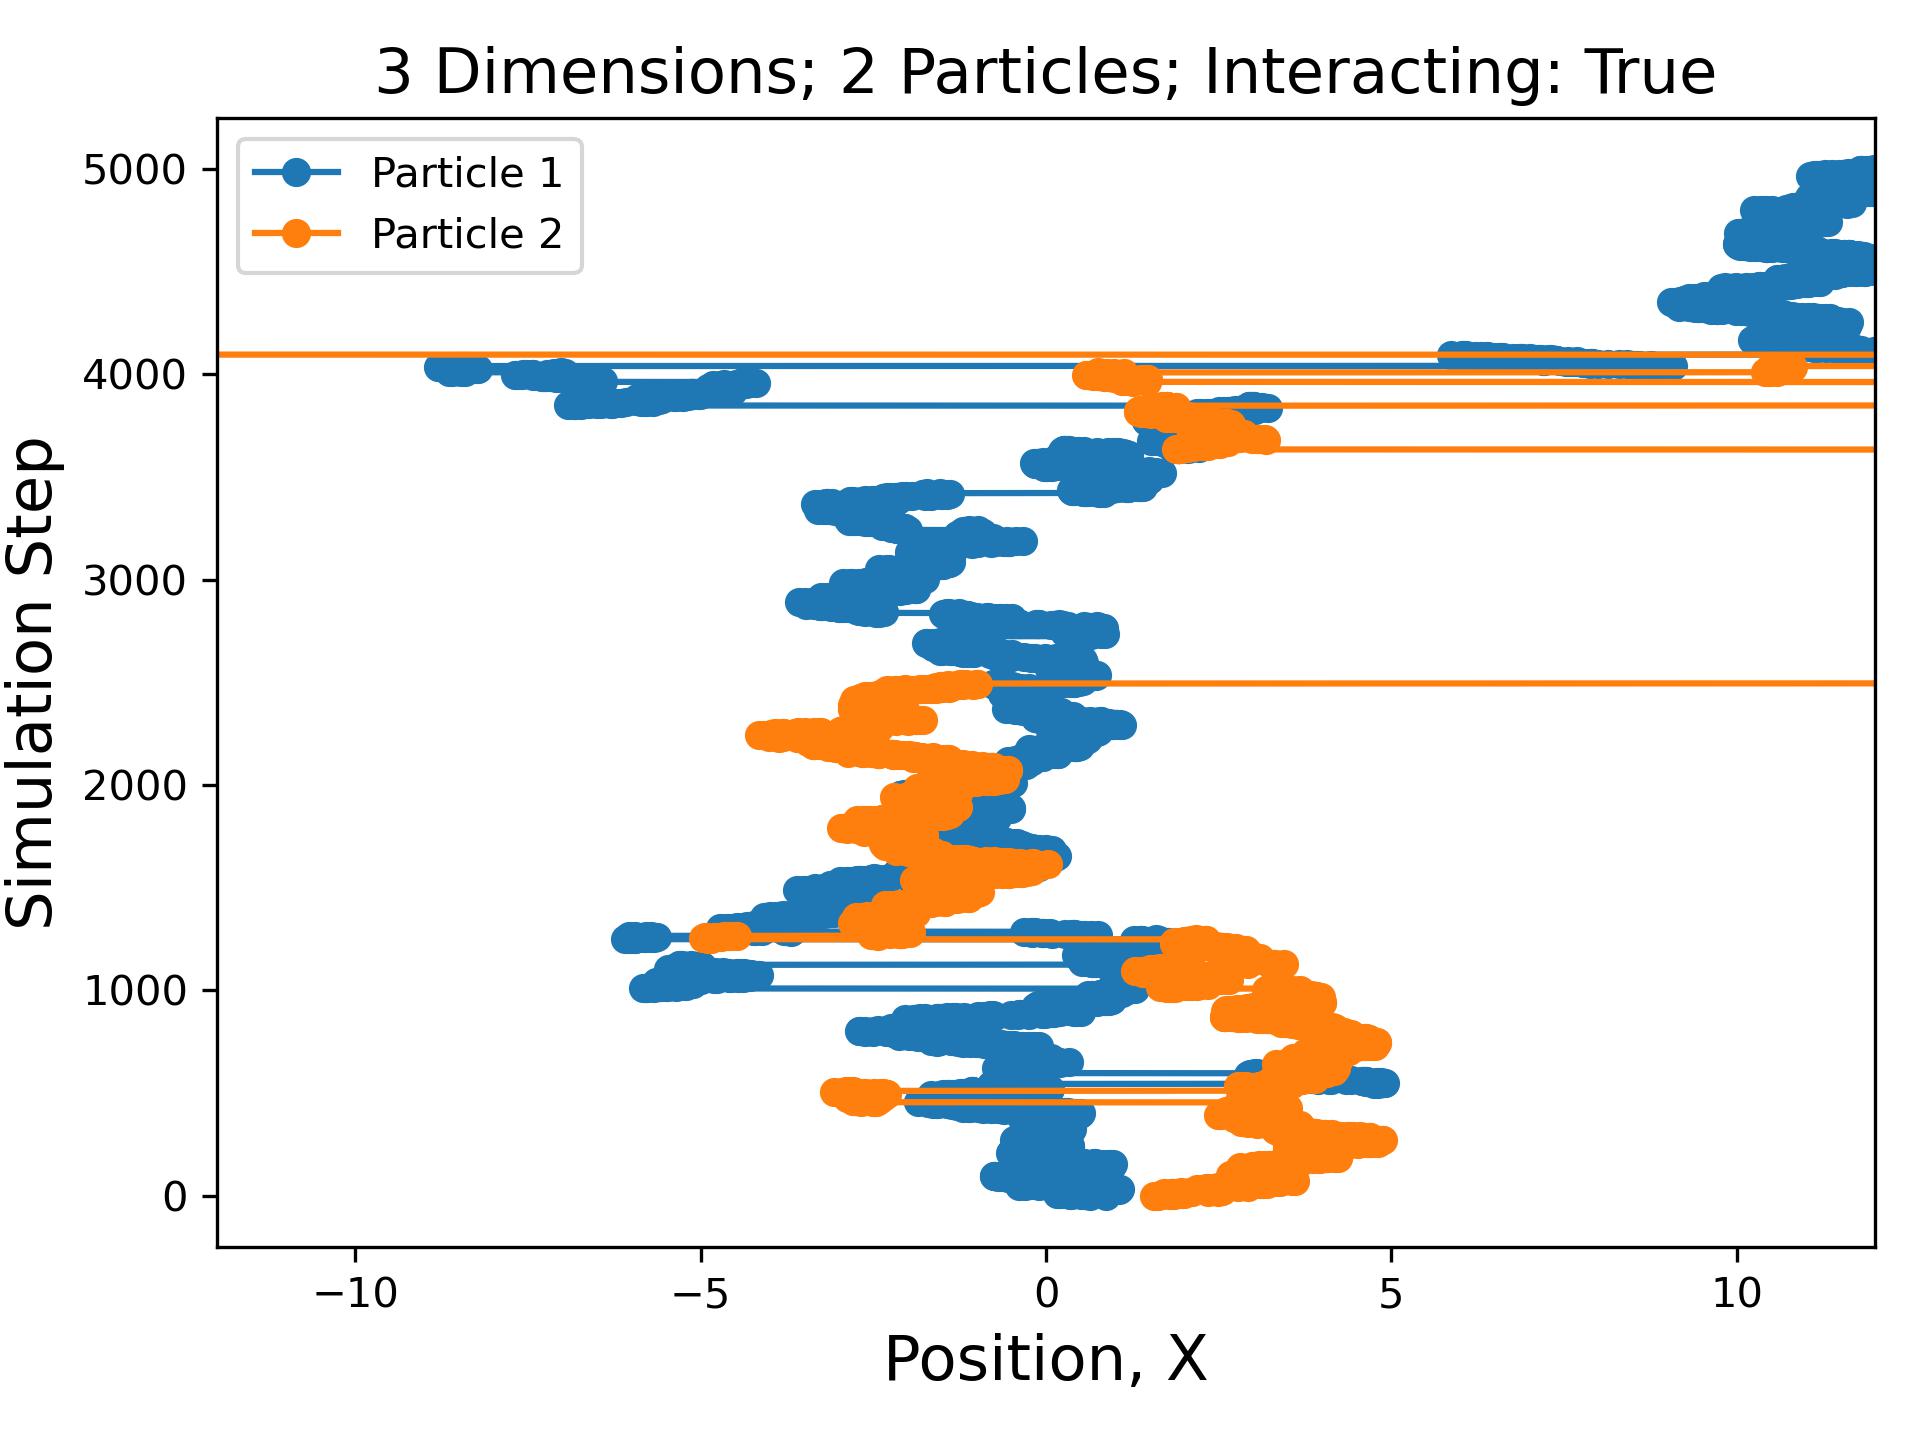 3 Dimensions; 2 Particles; Interacting: True
Particle 1
Particle 2
5000
4000
3000
2000
1000
0
Simulation Step
−10
−5
0
5
10
Position, X